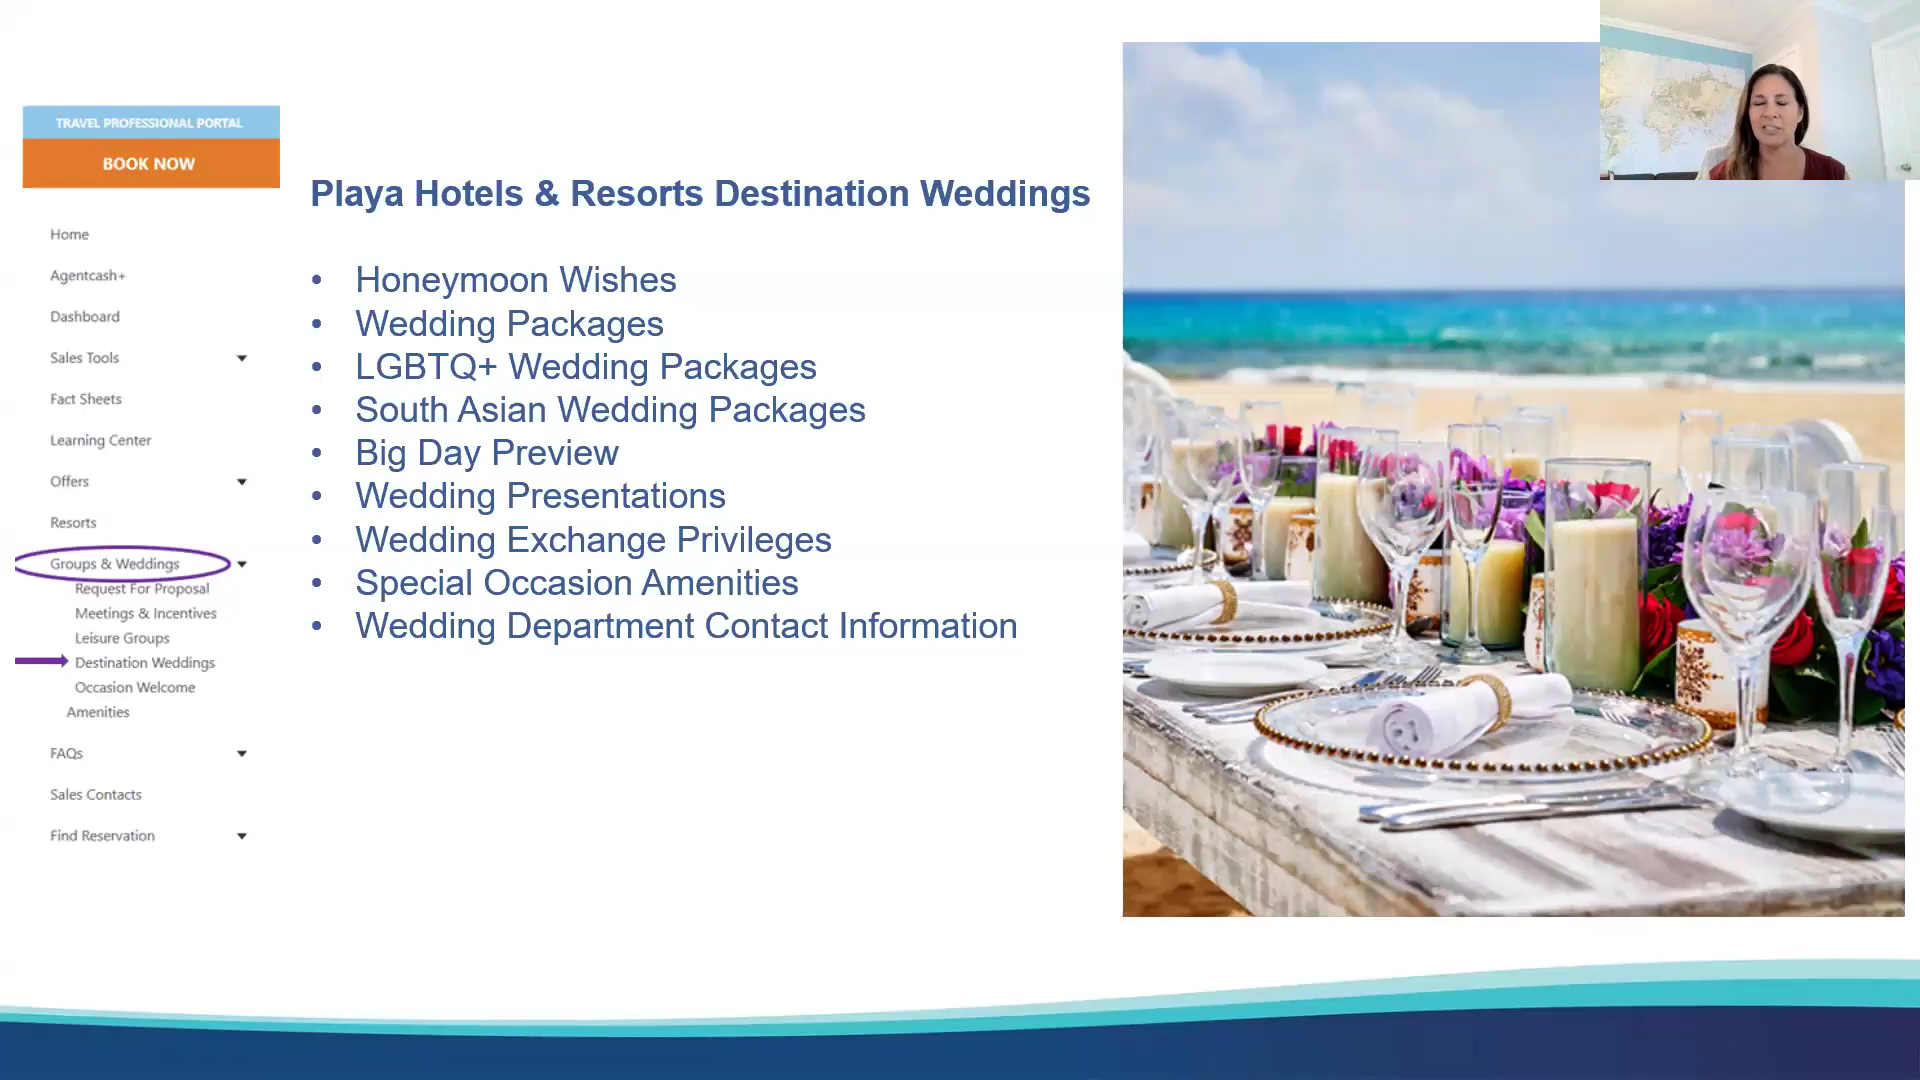 TRAVEL PROFESSIONAL PORTAL
BOOK NOW
Home
Agentcash+
Dashboard
Sales Tools
Fact Sheets
Learning Center
Offers
Resorts
Groups & Weddings
Request For Proposal
Meetings & Incentives
Leisure Groups
Destination Weddings
Occasion Welcome
Amenities
FAQs
Sales Contacts
Find Reservation
Playa Hotels & Resorts Destination Weddings
• Honeymoon Wishes
• Wedding Packages
• LGBTQ+ Wedding Packages
• South Asian Wedding Packages
• Big Day Preview
• Wedding Presentations
• Wedding Exchange Privileges
• Special Occasion Amenities
• Wedding Department Contact Information